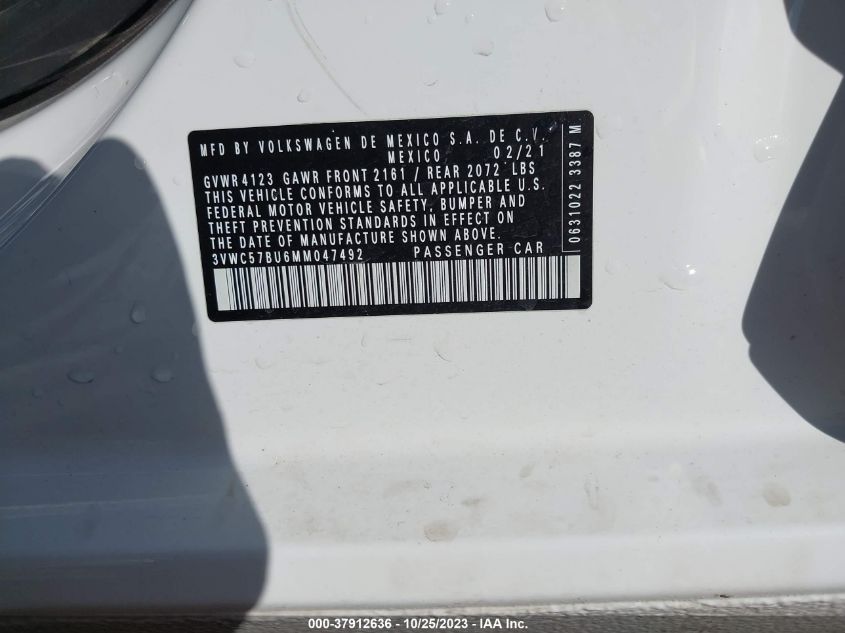 MFD BY VOLKSWAGEN DE MEXICO S.A. DE C.V.
MEXICO 02/21
GVWR 4123 GAWR FRONT 2161 / REAR 2072 LBS
THIS VEHICLE CONFORMS TO ALL APPLICABLE U.S.
FEDERAL MOTOR VEHICLE SAFETY, BUMPER AND
THEFT PREVENTION STANDARDS IN EFFECT ON
THE DATE OF MANUFACTURE SHOWN ABOVE.
3VWC57BU6MM047492 PASSENGER CAR
0631022 3387 M
000-37912636 - 10/25/2023 - IAA Inc.